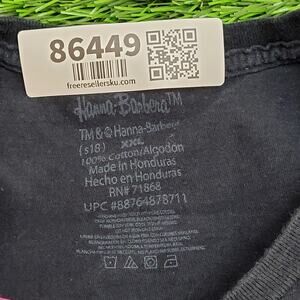 86449
freeresellersku.com
Hanna-Barbera™
TM & © Hanna-Barbera
(s18) XXL
100% Cotton/Algodon
Made in Honduras
Hecho en Honduras
RN# 71868
UPC #88764878711